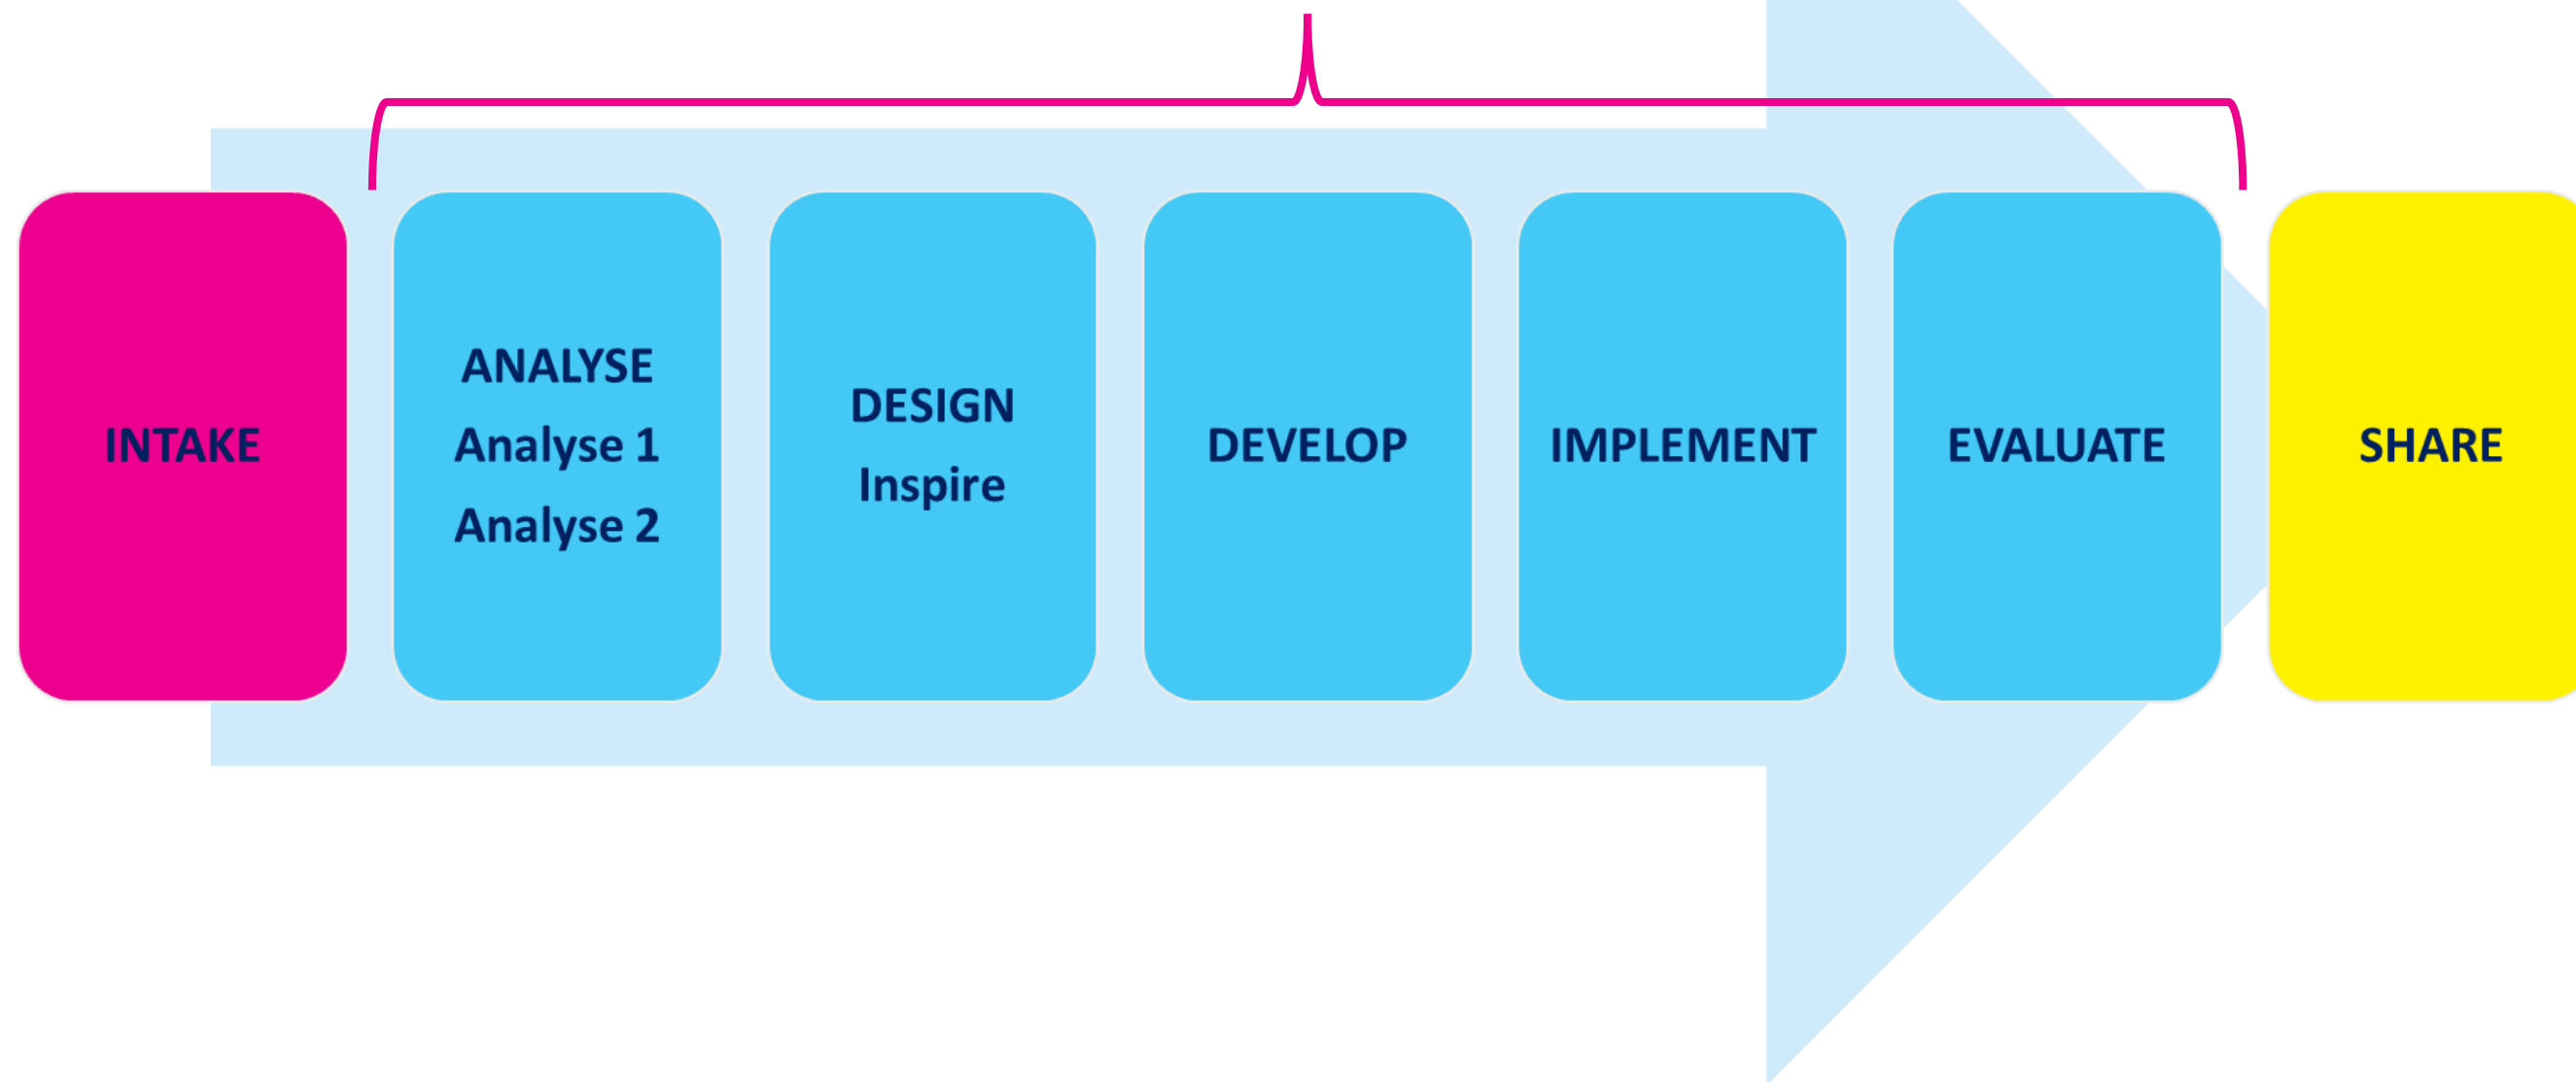 INTAKE
ANALYSE
Analyse 1
Analyse 2
DESIGN
Inspire
DEVELOP
IMPLEMENT
EVALUATE
SHARE